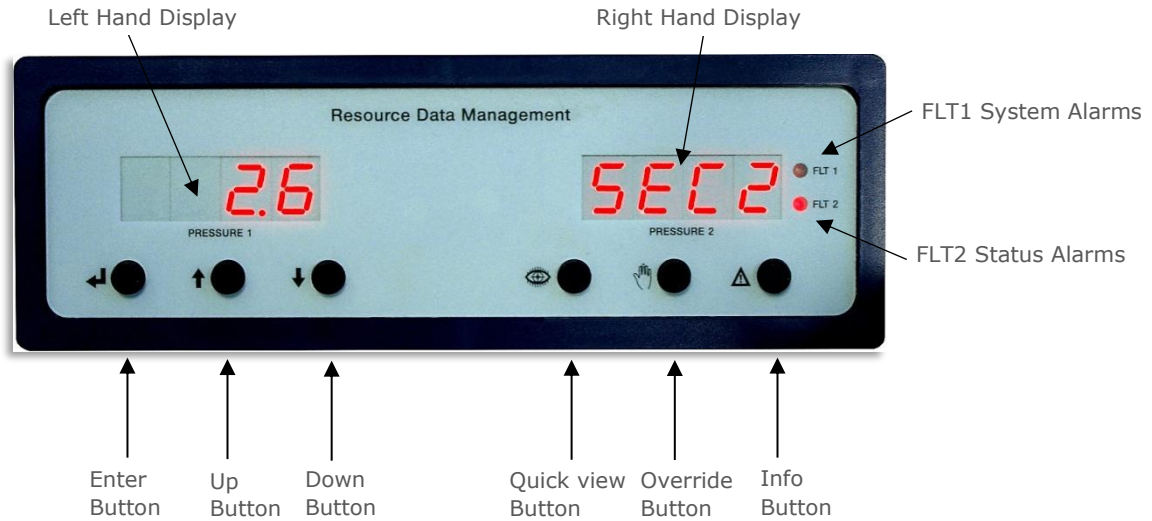 Left Hand Display
Right Hand Display
Resource Data Management
FLT1 System Alarms
2.6
SEC2
FLT 1
FLT 2
PRESSURE 1
PRESSURE 2
FLT2 Status Alarms
Enter
Button
Up
Button
Down
Button
Quick view
Button
Override
Button
Info
Button